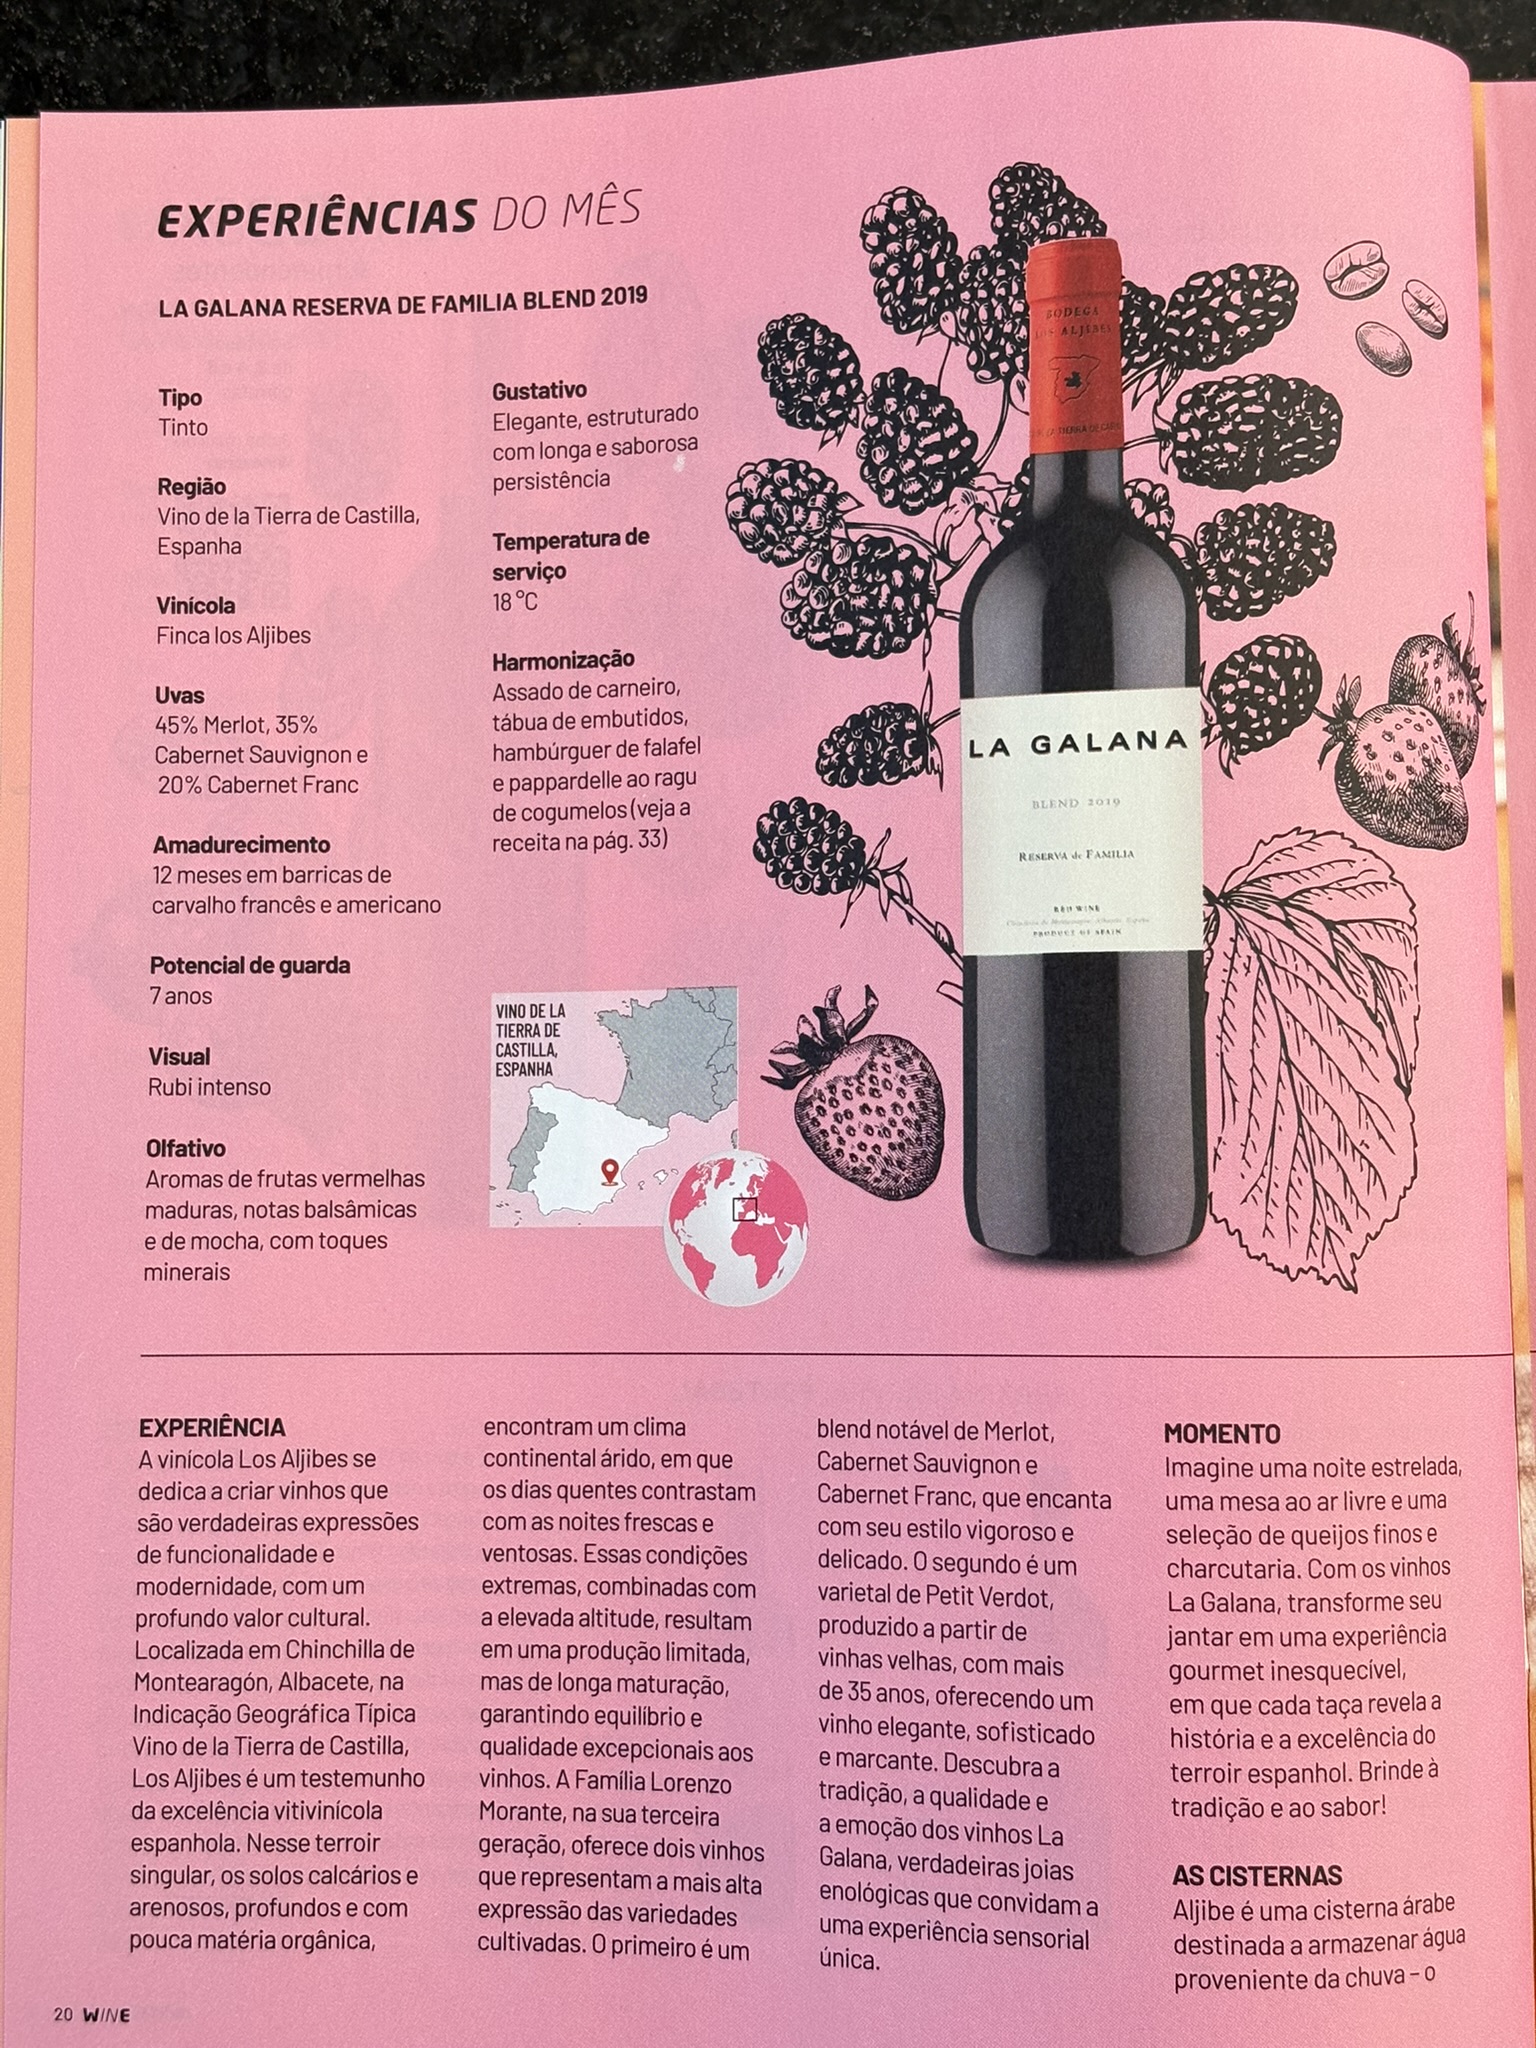 EXPERIÊNCIAS DO MÊS
LA GALANA RESERVA DE FAMILIA BLEND 2019
Tipo
Tinto
Região
Vino de la Tierra de Castilla,
Espanha
Vinícola
Finca los Aljibes
Uvas
45% Merlot, 35%
Cabernet Sauvignon e
20% Cabernet Franc
Amadurecimento
12 meses em barricas de
carvalho francês e americano
Potencial de guarda
7 anos
Visual
Rubi intenso
Olfativo
Aromas de frutas vermelhas
maduras, notas balsâmicas
e de mocha, com toques
minerais
Gustativo
Elegante, estruturado
com longa e saborosa
persistência
Temperatura de
serviço
18 °C
Harmonização
Assado de carneiro,
tábua de embutidos,
hambúrguer de falafel
e pappardelle ao ragu
de cogumelos (veja a
receita na pág. 33)
VINO DE LA
TIERRA DE
CASTILLA,
ESPANHA
BODEGA
LOS ALJIBES
LA TIERRA DE
LA GALANA
BLEND 2019
RESERVA de FAMILIA
RED WINE
PRODUCT OF SPAIN
EXPERIÊNCIA
A vinícola Los Aljibes se
dedica a criar vinhos que
são verdadeiras expressões
de funcionalidade e
modernidade, com um
profundo valor cultural.
Localizada em Chinchilla de
Montearagón, Albacete, na
Indicação Geográfica Típica
Vino de la Tierra de Castilla,
Los Aljibes é um testemunho
da excelência vitivinícola
espanhola. Nesse terroir
singular, os solos calcários e
arenosos, profundos e com
pouca matéria orgânica,
encontram um clima
continental árido, em que
os dias quentes contrastam
com as noites frescas e
ventosas. Essas condições
extremas, combinadas com
a elevada altitude, resultam
em uma produção limitada,
mas de longa maturação,
garantindo equilíbrio e
qualidade excepcionais aos
vinhos. A Família Lorenzo
Morante, na sua terceira
geração, oferece dois vinhos
que representam a mais alta
expressão das variedades
cultivadas. O primeiro é um
blend notável de Merlot,
Cabernet Sauvignon e
Cabernet Franc, que encanta
com seu estilo vigoroso e
delicado. O segundo é um
varietal de Petit Verdot,
produzido a partir de
vinhas velhas, com mais
de 35 anos, oferecendo um
vinho elegante, sofisticado
e marcante. Descubra a
tradição, a qualidade e
a emoção dos vinhos La
Galana, verdadeiras joias
enológicas que convidam a
uma experiência sensorial
única.
MOMENTO
Imagine uma noite estrelada,
uma mesa ao ar livre e uma
seleção de queijos finos e
charcutaria. Com os vinhos
La Galana, transforme seu
jantar em uma experiência
gourmet inesquecível,
em que cada taça revela a
história e a excelência do
terroir espanhol. Brinde à
tradição e ao sabor!
AS CISTERNAS
Aljibe é uma cisterna árabe
destinada a armazenar água
proveniente da chuva – o
20 WINE